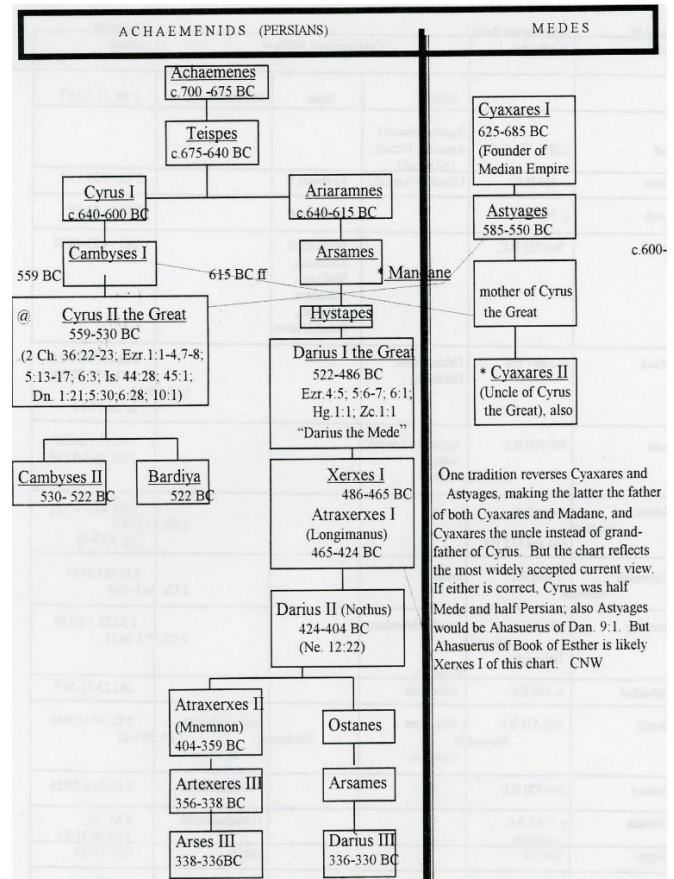 ACHAEMENIDS (PERSIANS)
MEDES
Achaemenes
c.700 -675 BC
Teispes
c.675-640 BC
Cyrus I
c.640-600 BC
Ariaramnes
c.640-615 BC
Cambyses I
559 BC
615 BC ff
Arsames
* Mandane
@ Cyrus II the Great
559-530 BC
(2 Ch. 36:22-23; Ezr.1:1-4,7-8;
5:13-17; 6:3; Is. 44:28; 45:1;
Dn. 1:21;5:30;6:28; 10:1)
Hystapes
Darius I the Great
522-486 BC
Ezr.4:5; 5:6-7; 6:1;
Hg.1:1; Zc.1:1
“Darius the Mede”
Cambyses II
530- 522 BC
Bardiya
522 BC
Xerxes I
486-465 BC
Atraxerxes I
(Longimanus)
465-424 BC
Darius II (Nothus)
424-404 BC
(Ne. 12:22)
Atraxerxes II
(Mnemnon)
404-359 BC
Ostanes
Artexeres III
356-338 BC
Arsames
Arses III
338-336BC
Darius III
336-330 BC
Cyaxares I
625-685 BC
(Founder of
Median Empire
Astyages
585-550 BC
c.600-
mother of Cyrus
the Great
* Cyaxares II
(Uncle of Cyrus
the Great), also
One tradition reverses Cyaxares and
Astyages, making the latter the father
of both Cyaxares and Madane, and
Cyaxares the uncle instead of grand-
father of Cyrus. But the chart reflects
the most widely accepted current view.
If either is correct, Cyrus was half
Mede and half Persian; also Astyages
would be Ahasuerus of Dan. 9:1. But
Ahasuerus of Book of Esther is likely
Xerxes I of this chart. CNW